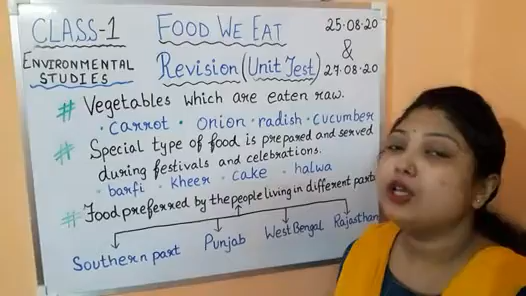 CLASS-1 FOOD WE EAT 25.08.20
&
ENVIRONMENTAL STUDIES Revision (Unit Test) 27.08.20
# Vegetables which are eaten raw.
· carrot · onion · radish · cucumber
# Special type of food is prepared and served
during festivals and celebrations.
· barfi · kheer · cake · halwa
# Food preferred by the people living in different parts
Southern part Punjab West Bengal Rajasthan